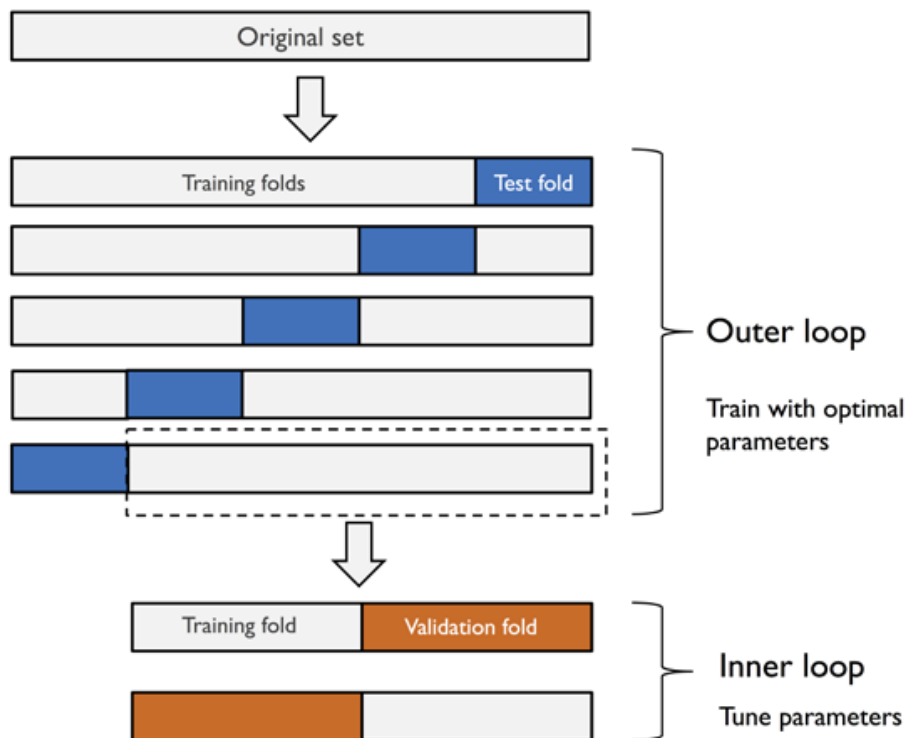 Original set
Training folds
Test fold
Outer loop
Train with optimal
parameters
Training fold
Validation fold
Inner loop
Tune parameters